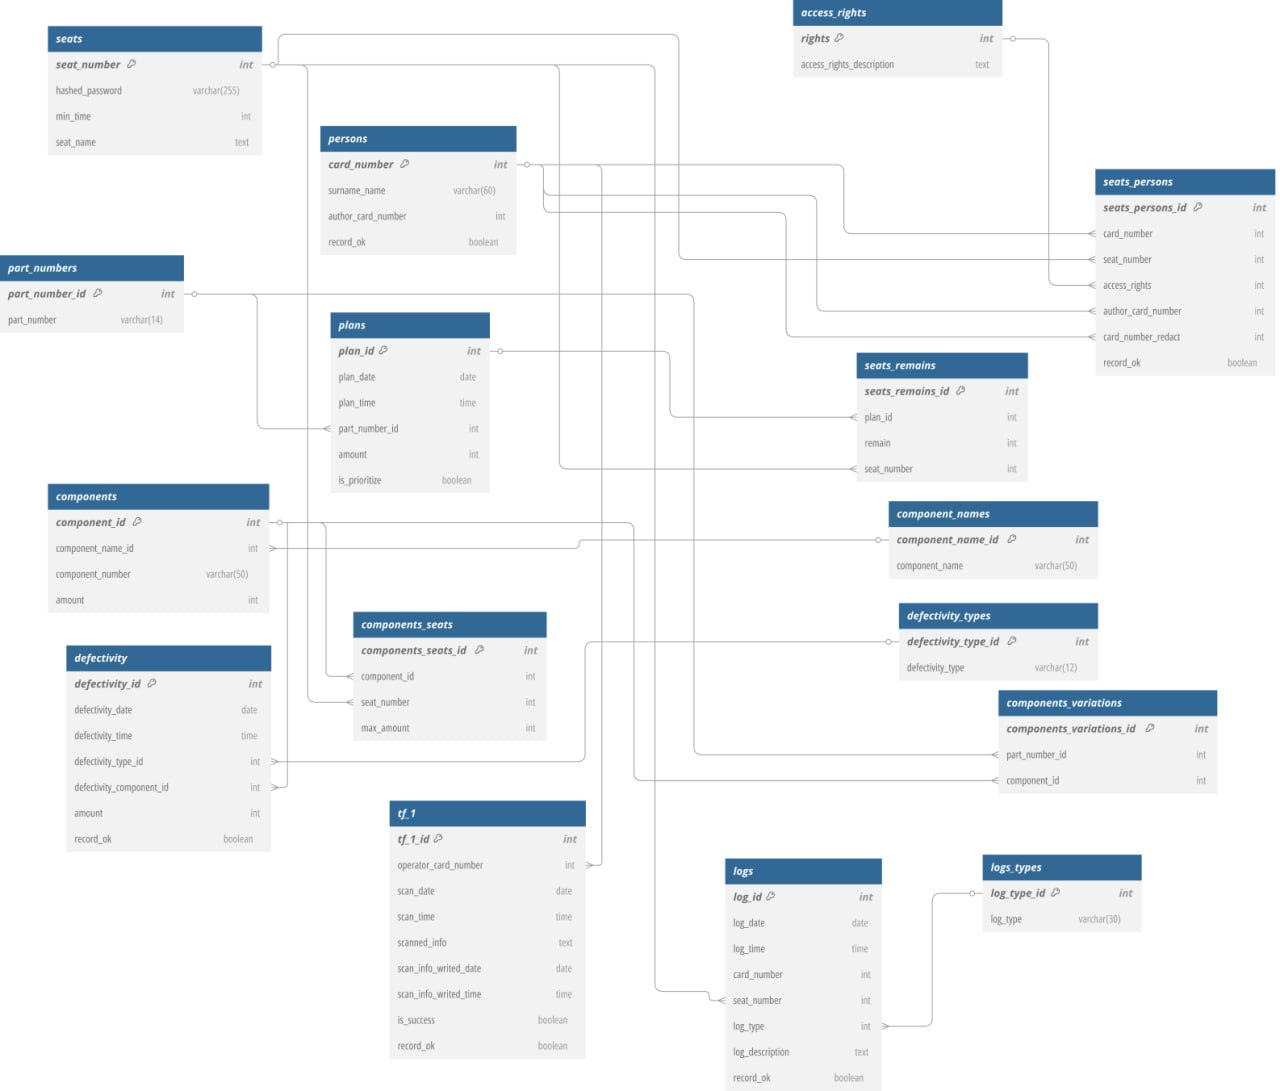 access_rights
rights int
access_rights_description text
seats
seat_number int
hashed_password varchar(255)
min_time int
seat_name text
persons
card_number int
surname_name varchar(60)
author_card_number int
record_ok boolean
seats_persons
seats_persons_id int
card_number int
seat_number int
access_rights int
author_card_number int
card_number_redact int
record_ok boolean
part_numbers
part_number_id int
part_number varchar(14)
plans
plan_id int
plan_date date
plan_time time
part_number_id int
amount int
is_prioritize boolean
seats_remains
seats_remains_id int
plan_id int
remain int
seat_number int
components
component_id int
component_name_id int
component_number varchar(50)
amount int
component_names
component_name_id int
component_name varchar(50)
components_seats
components_seats_id int
component_id int
seat_number int
max_amount int
defectivity_types
defectivity_type_id int
defectivity_type varchar(12)
defectivity
defectivity_id int
defectivity_date date
defectivity_time time
defectivity_type_id int
defectivity_component_id int
amount int
record_ok boolean
components_variations
components_variations_id int
part_number_id int
component_id int
tf_1
tf_1_id int
operator_card_number int
scan_date date
scan_time time
scanned_info text
scan_info_writed_date date
scan_info_writed_time time
is_success boolean
record_ok boolean
logs
log_id int
log_date date
log_time time
card_number int
seat_number int
log_type int
log_description text
record_ok boolean
logs_types
log_type_id int
log_type varchar(30)